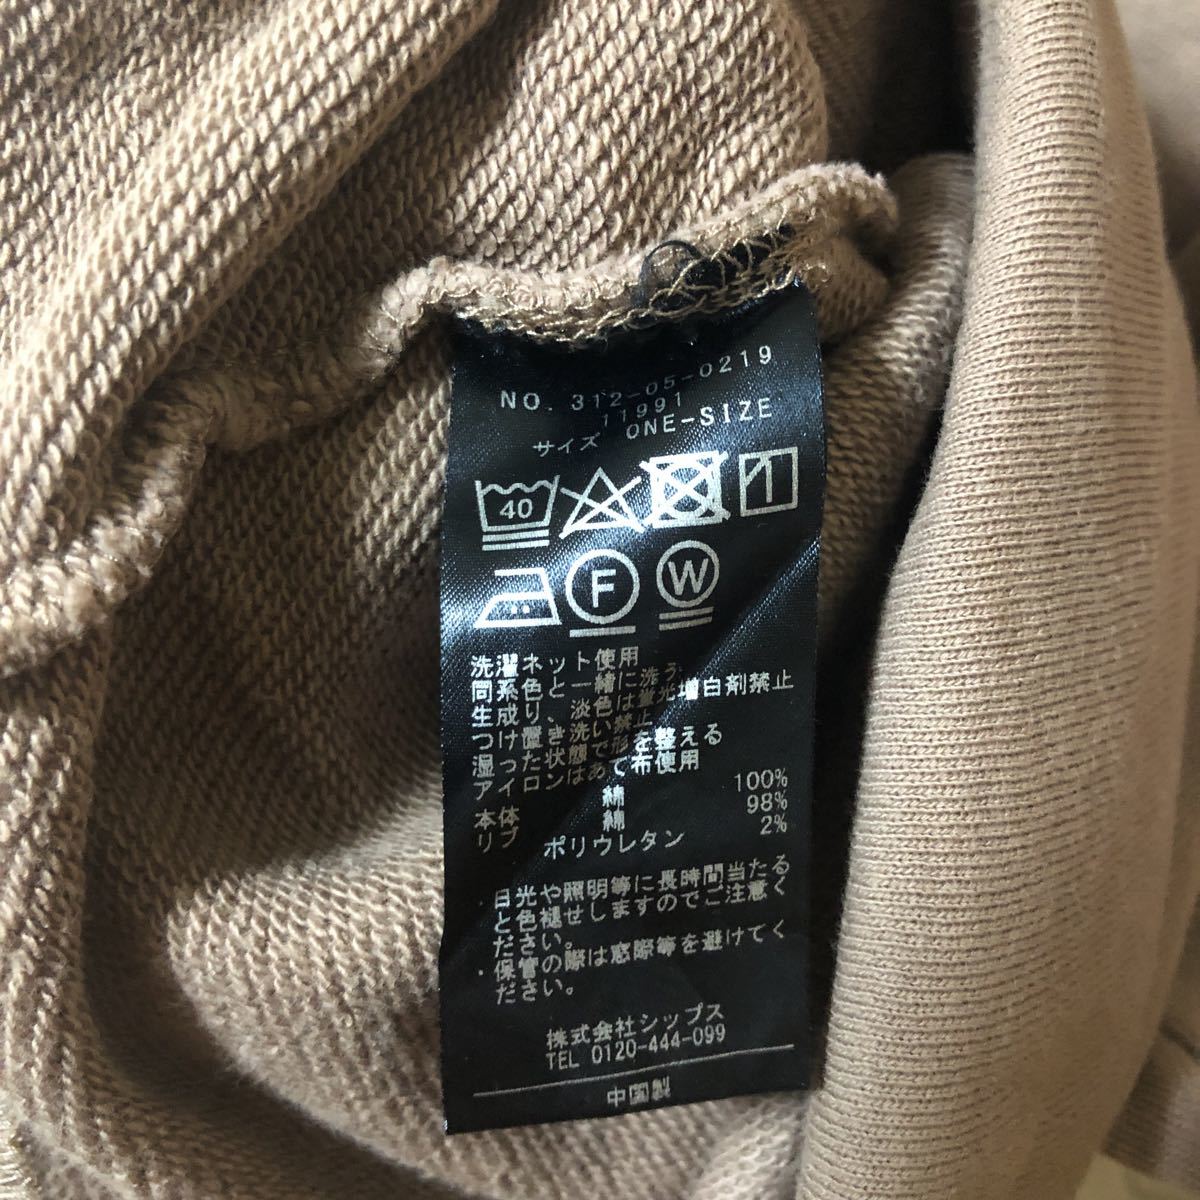 NO. 312-05-0219
11991
サイズ ONE-SIZE
40
F W
洗濯ネット使用
同系色と一緒に洗う
生成り、淡色は蛍光増白剤禁止
つけ置き洗い禁止
湿った状態で形を整える
アイロンはあて布使用
本体 綿 100%
リブ 綿 98%
ポリウレタン 2%
・日光や照明等に長時間当たる
と色褪せしますのでご注意く
ださい。
・保管の際は窓際等を避けてく
ださい。
株式会社シップス
TEL 0120-444-099
中国製